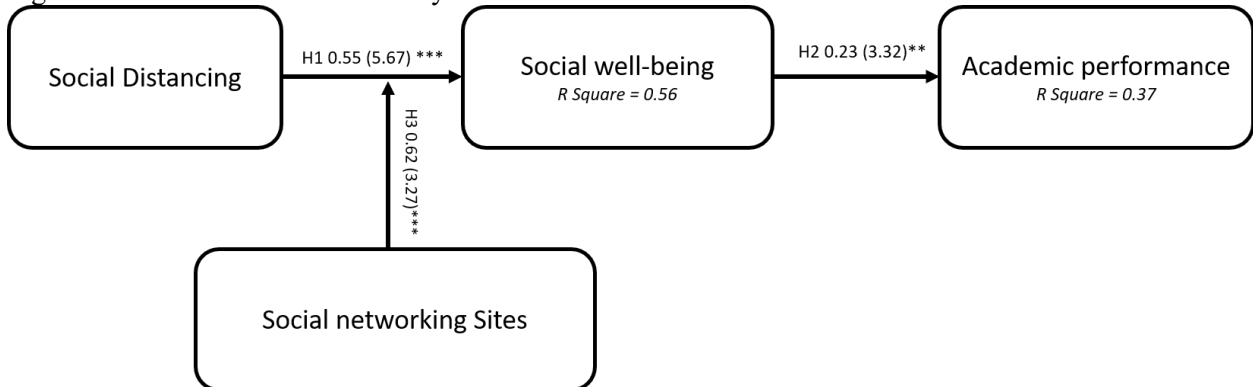 H1 0.55 (5.67) ***
H2 0.23 (3.32)**
Social Distancing
Social well-being
R Square = 0.56
Academic performance
R Square = 0.37
H3 0.62 (3.27)***
Social networking Sites